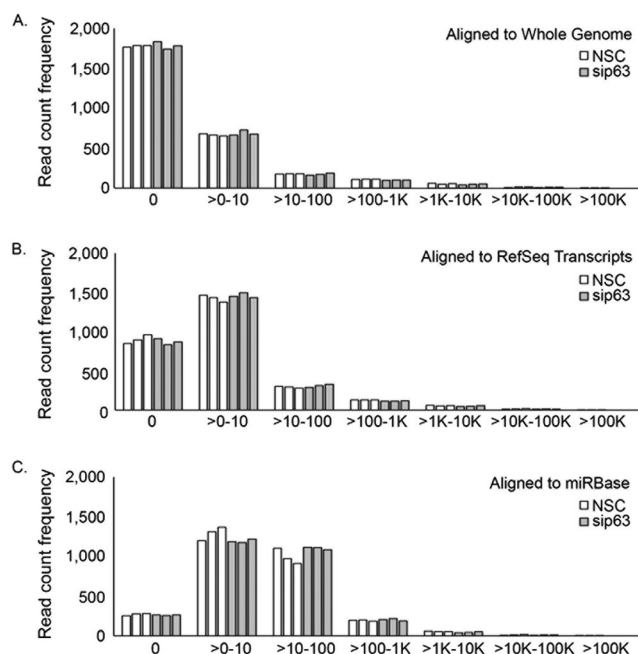 A.
Aligned to Whole Genome
NSC
sip63
Read count frequency
2,000
1,500
1,000
500
0
0 >0-10 >10-100 >100-1K >1K-10K >10K-100K >100K
B.
Aligned to RefSeq Transcripts
NSC
sip63
Read count frequency
2,000
1,500
1,000
500
0
0 >0-10 >10-100 >100-1K >1K-10K >10K-100K >100K
C.
Aligned to miRBase
NSC
sip63
Read count frequency
2,000
1,500
1,000
500
0
0 >0-10 >10-100 >100-1K >1K-10K >10K-100K >100K